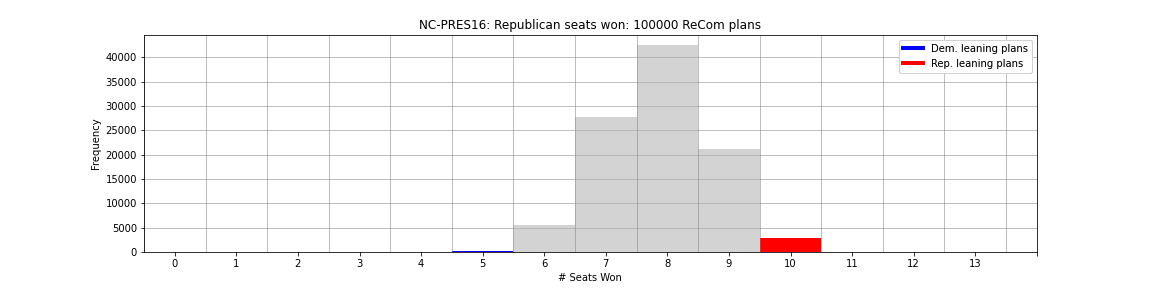 NC-PRES16: Republican seats won: 100000 ReCom plans
Dem. leaning plans
Rep. leaning plans
Frequency
40000
35000
30000
25000
20000
15000
10000
5000
0
0 1 2 3 4 5 6 7 8 9 10 11 12 13
# Seats Won